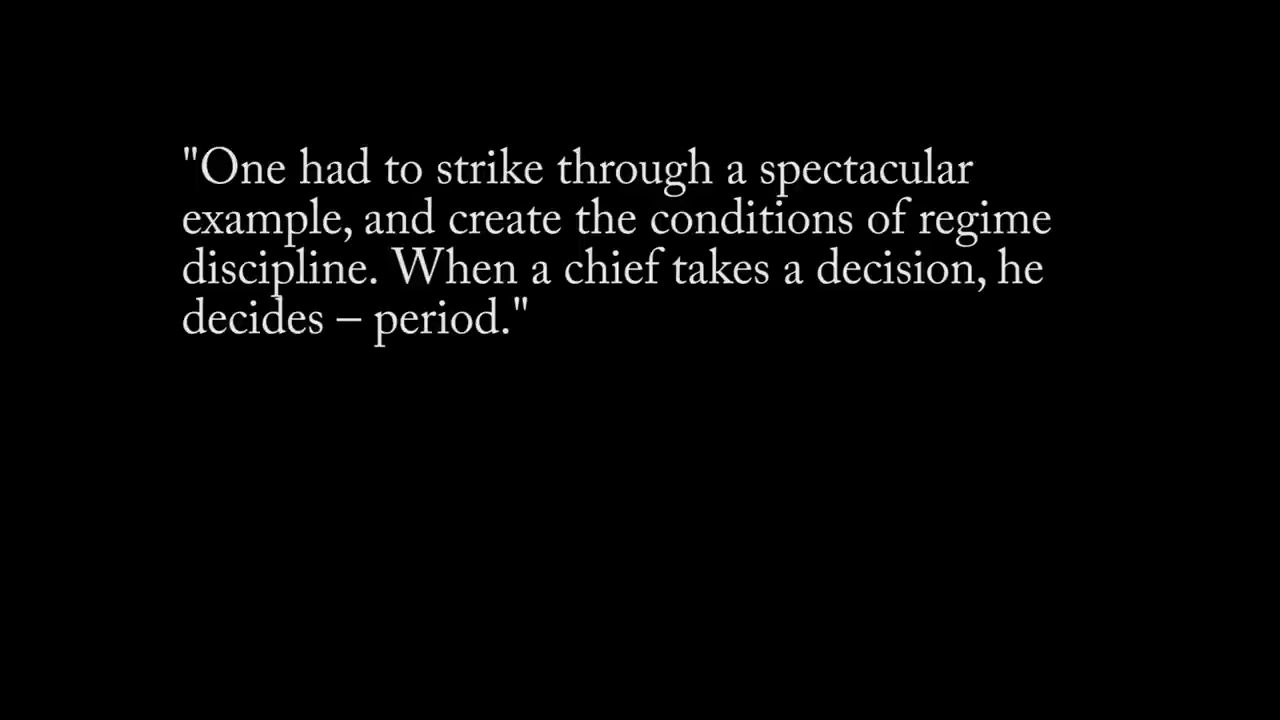 "One had to strike through a spectacular
example, and create the conditions of regime
discipline. When a chief takes a decision, he
decides – period."